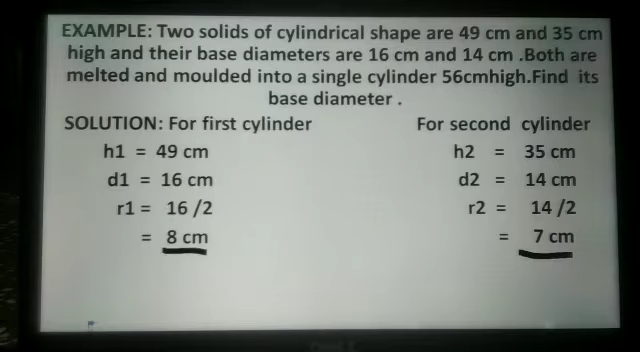 EXAMPLE: Two solids of cylindrical shape are 49 cm and 35 cm
high and their base diameters are 16 cm and 14 cm .Both are
melted and moulded into a single cylinder 56cmhigh.Find its
base diameter .
SOLUTION: For first cylinder For second cylinder
h1 = 49 cm h2 = 35 cm
d1 = 16 cm d2 = 14 cm
r1 = 16 /2 r2 = 14 /2
= 8 cm = 7 cm